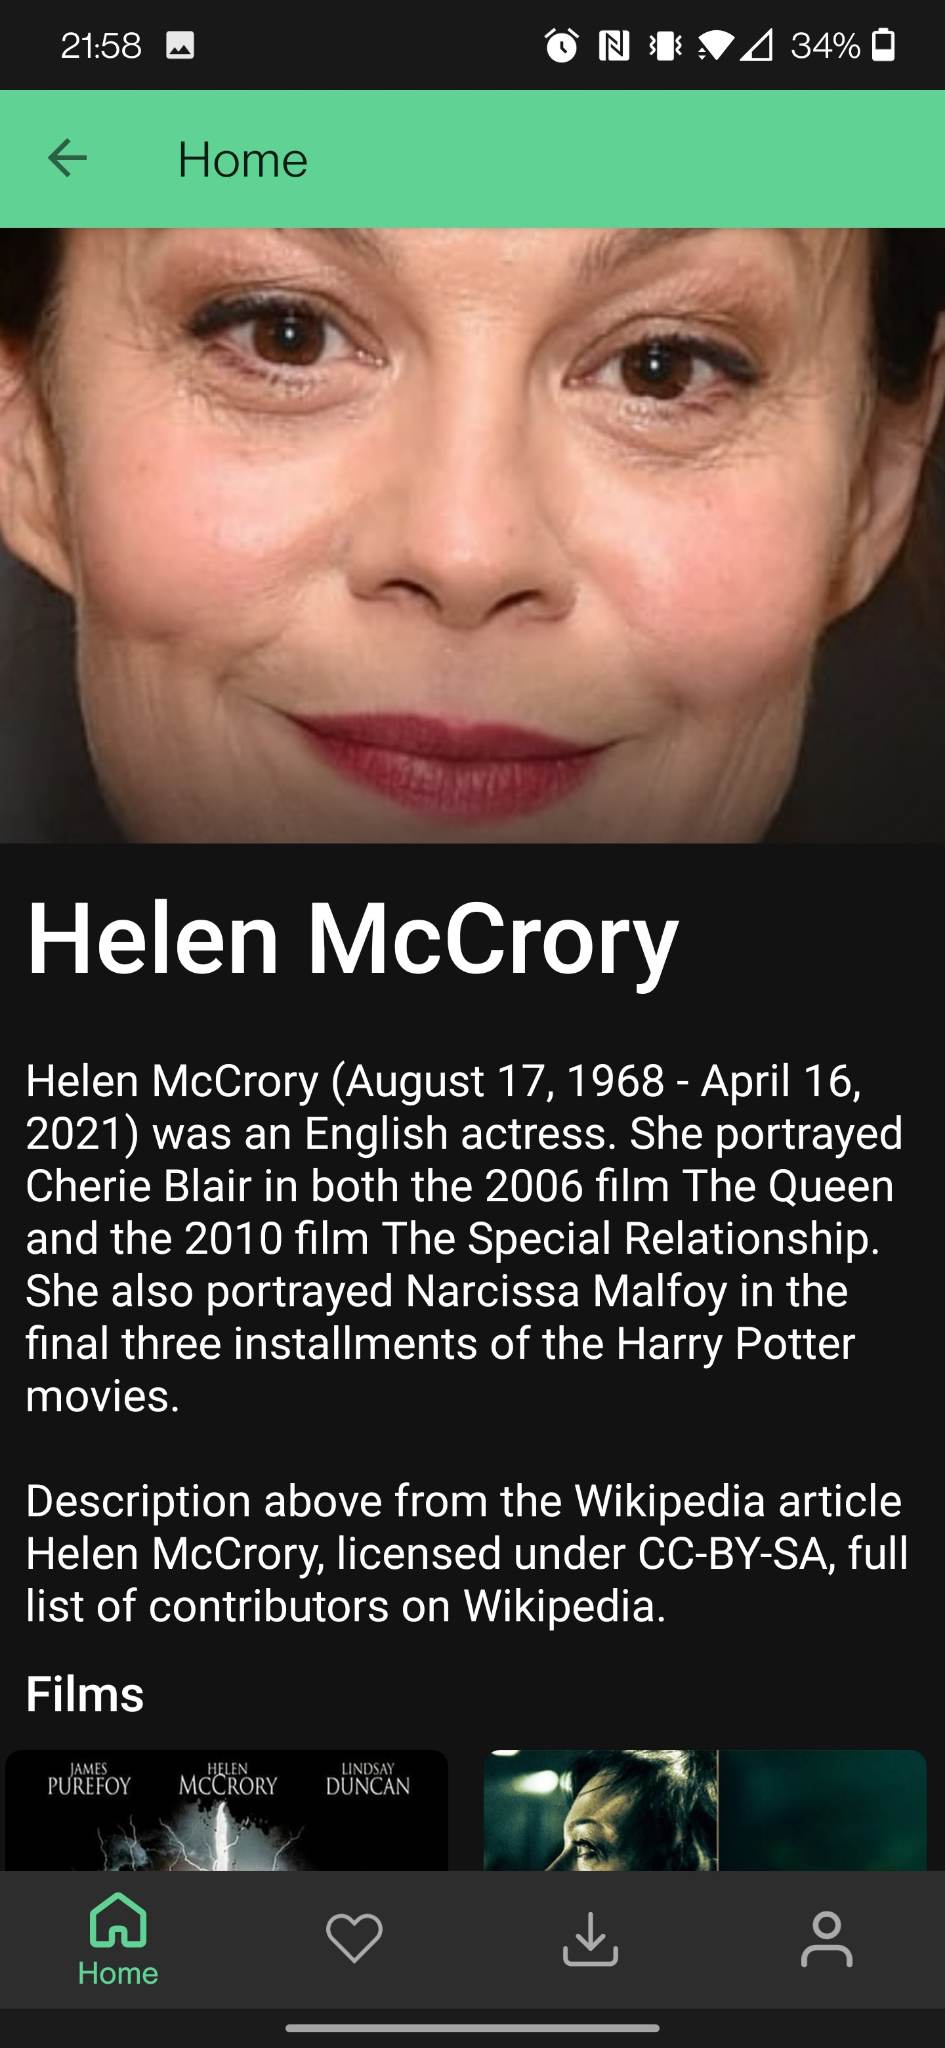 21:58
34%
Home
Helen McCrory
Helen McCrory (August 17, 1968 - April 16,
2021) was an English actress. She portrayed
Cherie Blair in both the 2006 film The Queen
and the 2010 film The Special Relationship.
She also portrayed Narcissa Malfoy in the
final three installments of the Harry Potter
movies.
Description above from the Wikipedia article
Helen McCrory, licensed under CC-BY-SA, full
list of contributors on Wikipedia.
Films
JAMES PUREFOY
HELEN McCRORY
LINDSAY DUNCAN
Home